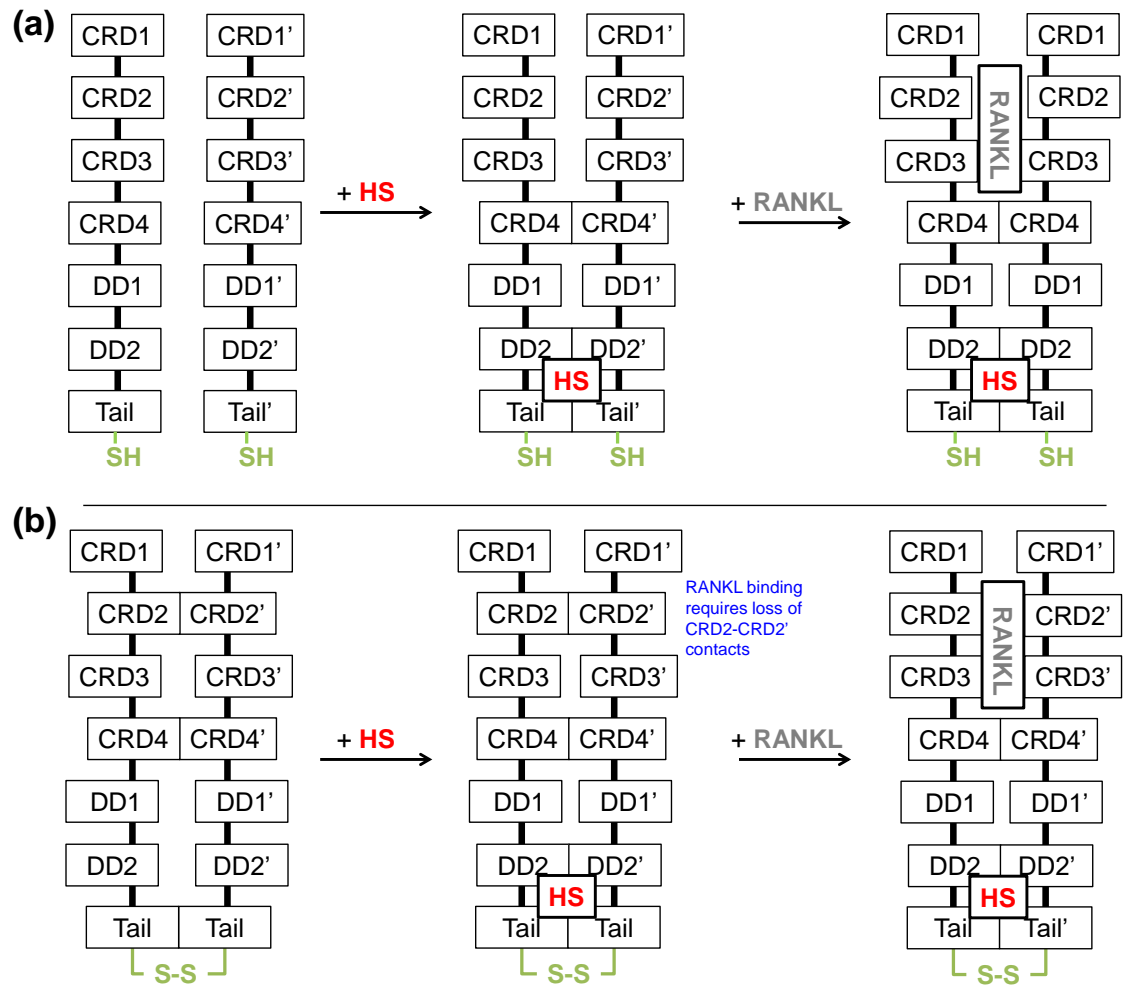 (a)
CRD1 CRD1’ CRD1 CRD1’ CRD1 CRD1
CRD2 CRD2’ CRD2 CRD2’ CRD2 RANKL CRD2
CRD3 CRD3’ CRD3 CRD3’ CRD3 CRD3
+ HS + RANKL
CRD4 CRD4’ CRD4 CRD4’ CRD4 CRD4
DD1 DD1’ DD1 DD1’ DD1 DD1
DD2 DD2’ DD2 DD2’ DD2 DD2
HS HS
Tail Tail’ Tail Tail’ Tail Tail
SH SH SH SH SH SH
(b)
CRD1 CRD1’ CRD1 CRD1’ CRD1 CRD1’
RANKL binding
requires loss of
CRD2-CRD2’
contacts
CRD2 CRD2’ CRD2 CRD2’ CRD2 RANKL CRD2’
CRD3 CRD3’ CRD3 CRD3’ CRD3 CRD3’
+ HS + RANKL
CRD4 CRD4’ CRD4 CRD4’ CRD4 CRD4’
DD1 DD1’ DD1 DD1’ DD1 DD1’
DD2 DD2’ DD2 DD2’ DD2 DD2’
HS HS
Tail Tail Tail Tail’ Tail Tail’
S-S S-S S-S